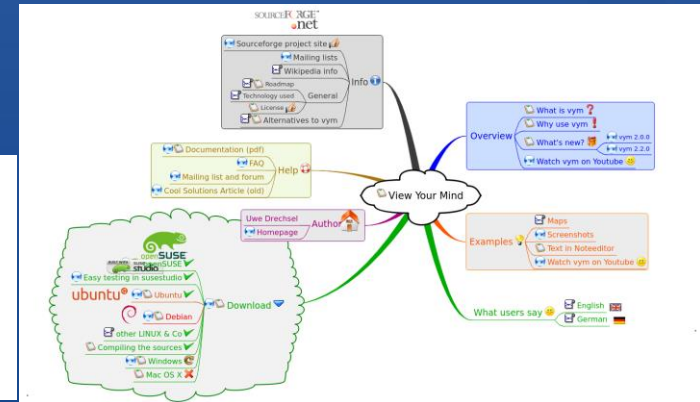 SOURCEFORGE
.net
Sourceforge project site
Mailing lists
Wikipedia info
Roadmap
Technology used
License
General
Alternatives to vym
Info
Documentation (pdf)
FAQ
Mailing list and forum
Cool Solutions Article (old)
Help
Uwe Drechsel
Homepage
Author
View Your Mind
Overview
What is vym
Why use vym
What's new?
vym 2.0.0
vym 2.2.0
Watch vym on Youtube
Examples
Maps
Screenshots
Text in Noteeditor
Watch vym on Youtube
What users say
English
German
Download
openSUSE
studio
openSUSE
Easy testing in susestudio
ubuntu
Ubuntu
Debian
other LINUX & Co
Compiling the sources
Windows
Mac OS X